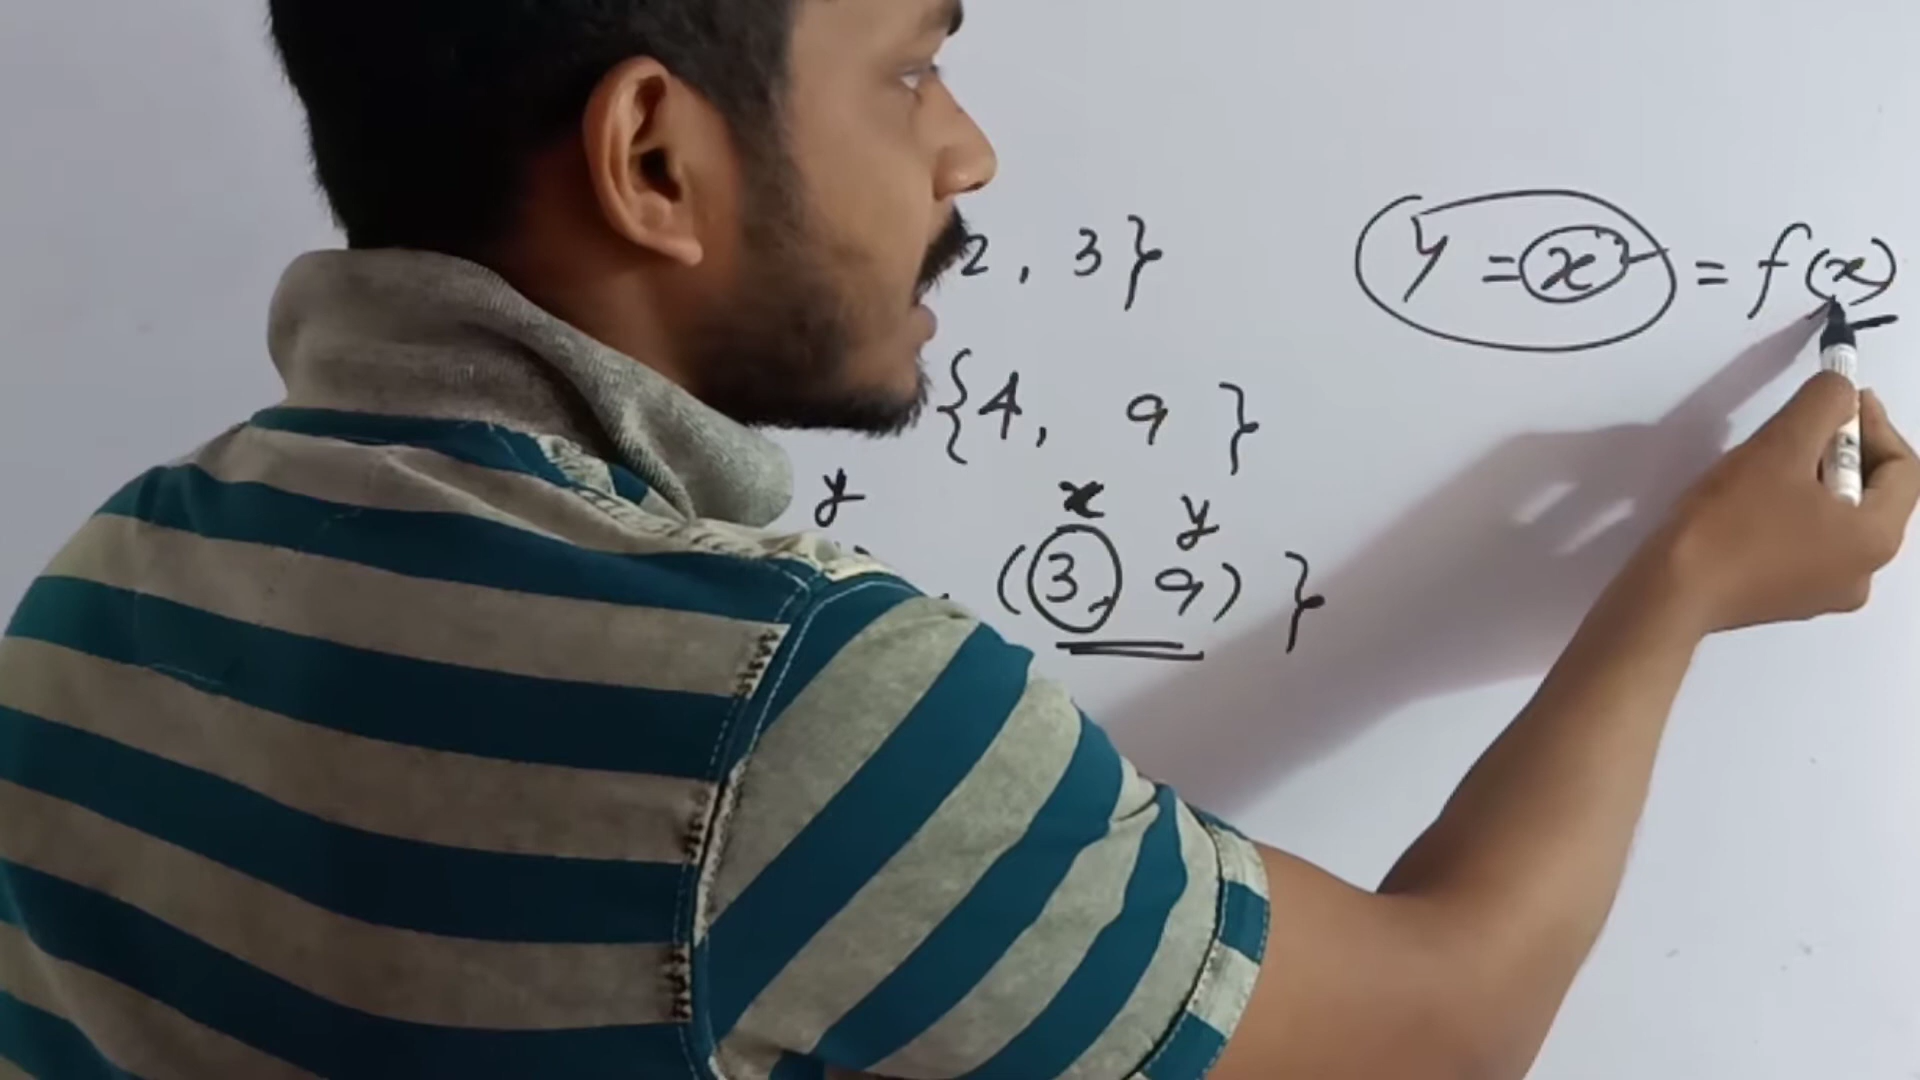 2, 3}
y = x² = f(x)
{4, 9}
y x y
(3, 9) }